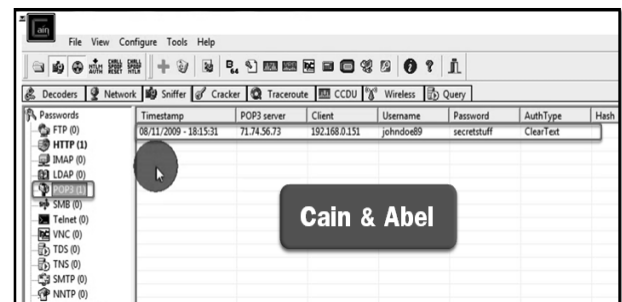 Cain
File View Configure Tools Help
Decoders Network Sniffer Cracker Traceroute CCDU Wireless Query
Passwords
FTP (0)
HTTP (1)
IMAP (0)
LDAP (0)
POP3 (1)
SMB (0)
Telnet (0)
VNC (0)
TDS (0)
TNS (0)
SMTP (0)
NNTP (0)
Timestamp POP3 server Client Username Password AuthType Hash
08/11/2009 - 18:15:31 71.74.56.73 192.168.0.151 johndoe89 secretstuff ClearText
Cain & Abel